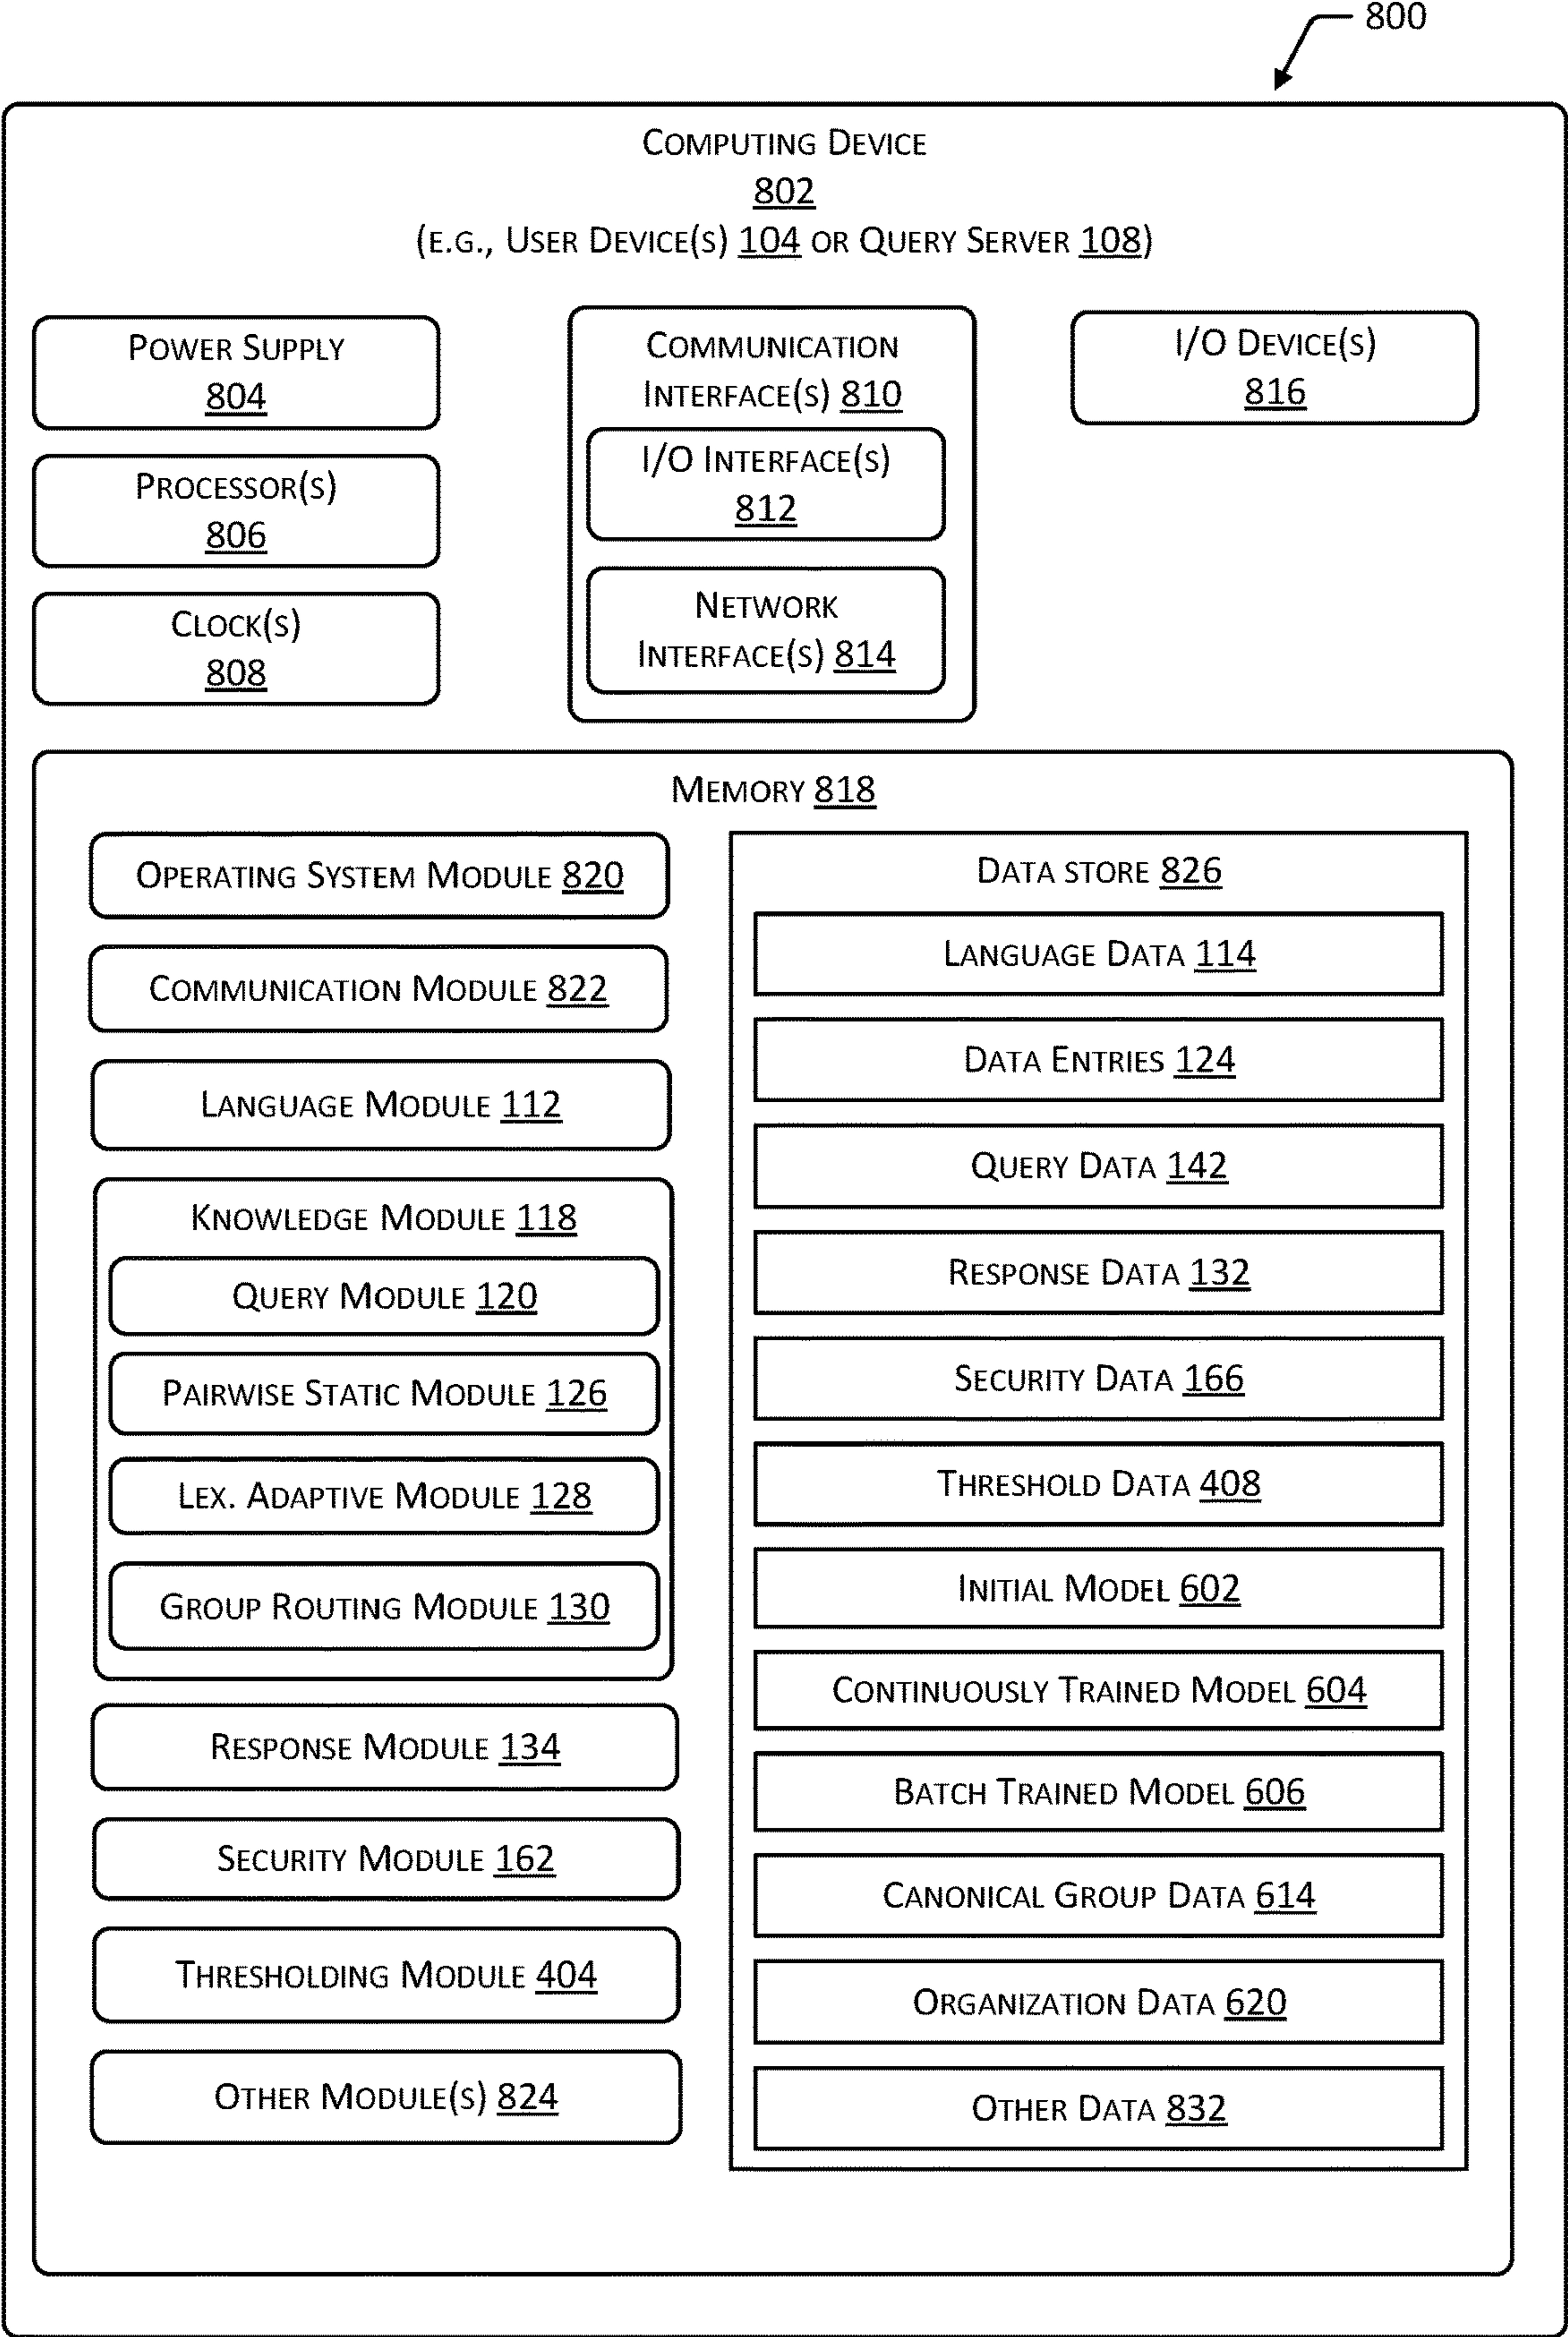 800
COMPUTING DEVICE
802
(E.G., USER DEVICE(S) 104 OR QUERY SERVER 108)
POWER SUPPLY
804
PROCESSOR(S)
806
CLOCK(S)
808
COMMUNICATION
INTERFACE(S) 810
I/O INTERFACE(S)
812
NETWORK
INTERFACE(S) 814
I/O DEVICE(S)
816
MEMORY 818
OPERATING SYSTEM MODULE 820
COMMUNICATION MODULE 822
LANGUAGE MODULE 112
KNOWLEDGE MODULE 118
QUERY MODULE 120
PAIRWISE STATIC MODULE 126
LEX. ADAPTIVE MODULE 128
GROUP ROUTING MODULE 130
RESPONSE MODULE 134
SECURITY MODULE 162
THRESHOLDING MODULE 404
OTHER MODULE(S) 824
DATA STORE 826
LANGUAGE DATA 114
DATA ENTRIES 124
QUERY DATA 142
RESPONSE DATA 132
SECURITY DATA 166
THRESHOLD DATA 408
INITIAL MODEL 602
CONTINUOUSLY TRAINED MODEL 604
BATCH TRAINED MODEL 606
CANONICAL GROUP DATA 614
ORGANIZATION DATA 620
OTHER DATA 832